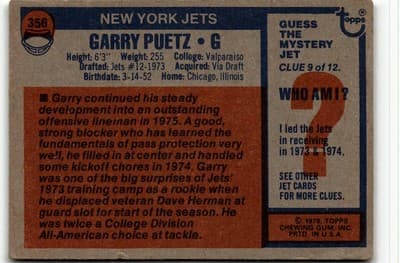 356
NEW YORK JETS
GARRY PUETZ • G
Height: 6'3" Weight: 255 College: Valparaiso
Drafted: Jets #12-1973 Acquired: Via Draft
Birthdate: 3-14-52 Home: Chicago, Illinois
■ Garry continued his steady
development into an outstanding
offensive lineman in 1975. A good,
strong blocker who has learned the
fundamentals of pass protection very
well, he filled in at center and handled
some kickoff chores in 1974. Garry
was one of the big surprises of Jets'
1973 training camp as a rookie when
he displaced veteran Dave Herman at
guard slot for start of the season. He
was twice a College Division
All-American choice at tackle.
Topps
GUESS
THE
MYSTERY
JET
CLUE 9 of 12.
WHO AM I?
?
I led the Jets
in receiving
in 1973 & 1974.
SEE OTHER
JET CARDS
FOR MORE CLUES.
© 1976, TOPPS
CHEWING GUM, INC.
PRTD. IN U.S.A.